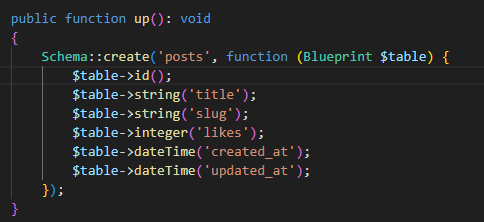 public function up(): void
{
    Schema::create('posts', function (Blueprint $table) {
        $table->id();
        $table->string('title');
        $table->string('slug');
        $table->integer('likes');
        $table->dateTime('created_at');
        $table->dateTime('updated_at');
    });
}